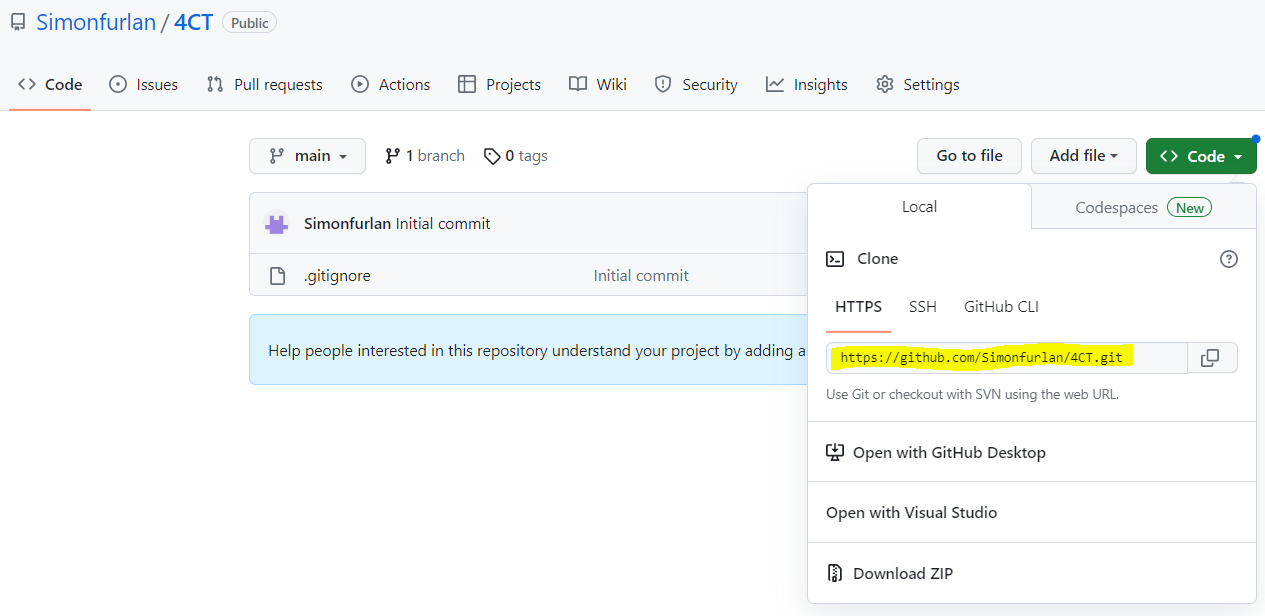 Simonfurlan / 4CT Public
Code Issues Pull requests Actions Projects Wiki Security Insights Settings
main 1 branch 0 tags Go to file Add file Code
Simonfurlan Initial commit
.gitignore Initial commit
Help people interested in this repository understand your project by adding a
Local Codespaces New
Clone
HTTPS SSH GitHub CLI
https://github.com/Simonfurlan/4CT.git
Use Git or checkout with SVN using the web URL.
Open with GitHub Desktop
Open with Visual Studio
Download ZIP